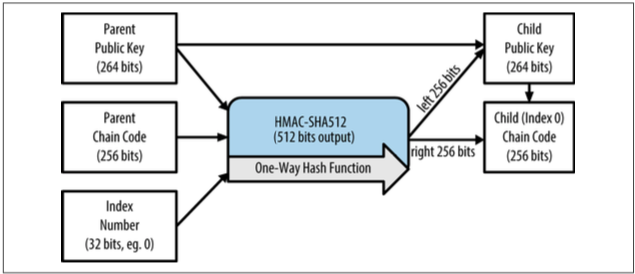 Parent
Public Key
(264 bits)
Child
Public Key
(264 bits)
left 256 bits
Parent
Chain Code
(256 bits)
HMAC-SHA512
(512 bits output)
One-Way Hash Function
right 256 bits
Child (Index 0)
Chain Code
(256 bits)
Index
Number
(32 bits, eg. 0)